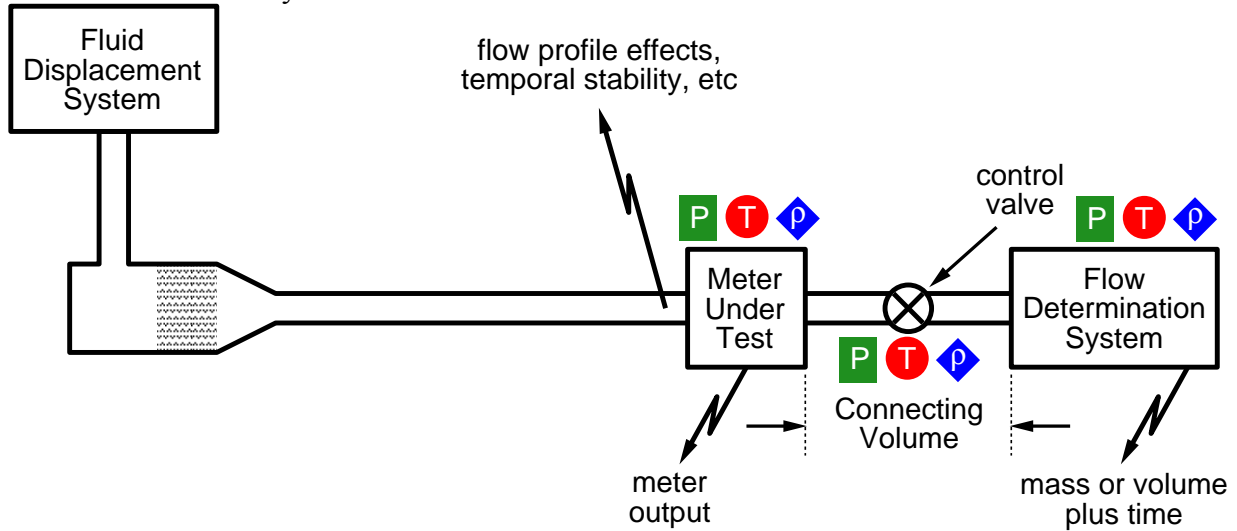 Fluid
Displacement
System
flow profile effects,
temporal stability, etc
control
valve
P T ρ
P T ρ
Meter
Under
Test
Flow
Determination
System
P T ρ
Connecting
Volume
meter
output
mass or volume
plus time